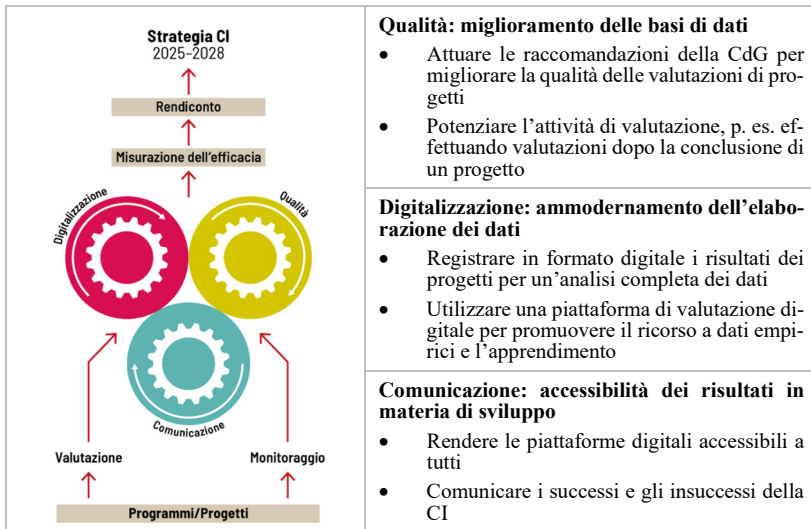 Strategia CI
2025–2028
Rendiconto
Misurazione dell'efficacia
Digitalizzazione
Qualità
Comunicazione
Valutazione
Monitoraggio
Programmi/Progetti
Qualità: miglioramento delle basi di dati
• Attuare le raccomandazioni della CdG per
migliorare la qualità delle valutazioni di pro-
getti
• Potenziare l'attività di valutazione, p. es. ef-
fettuando valutazioni dopo la conclusione di
un progetto
Digitalizzazione: ammodernamento dell'elabo-
razione dei dati
• Registrare in formato digitale i risultati dei
progetti per un'analisi completa dei dati
• Utilizzare una piattaforma di valutazione di-
gitale per promuovere il ricorso a dati empi-
rici e l'apprendimento
Comunicazione: accessibilità dei risultati in
materia di sviluppo
• Rendere le piattaforme digitali accessibili a
tutti
• Comunicare i successi e gli insuccessi della
CI